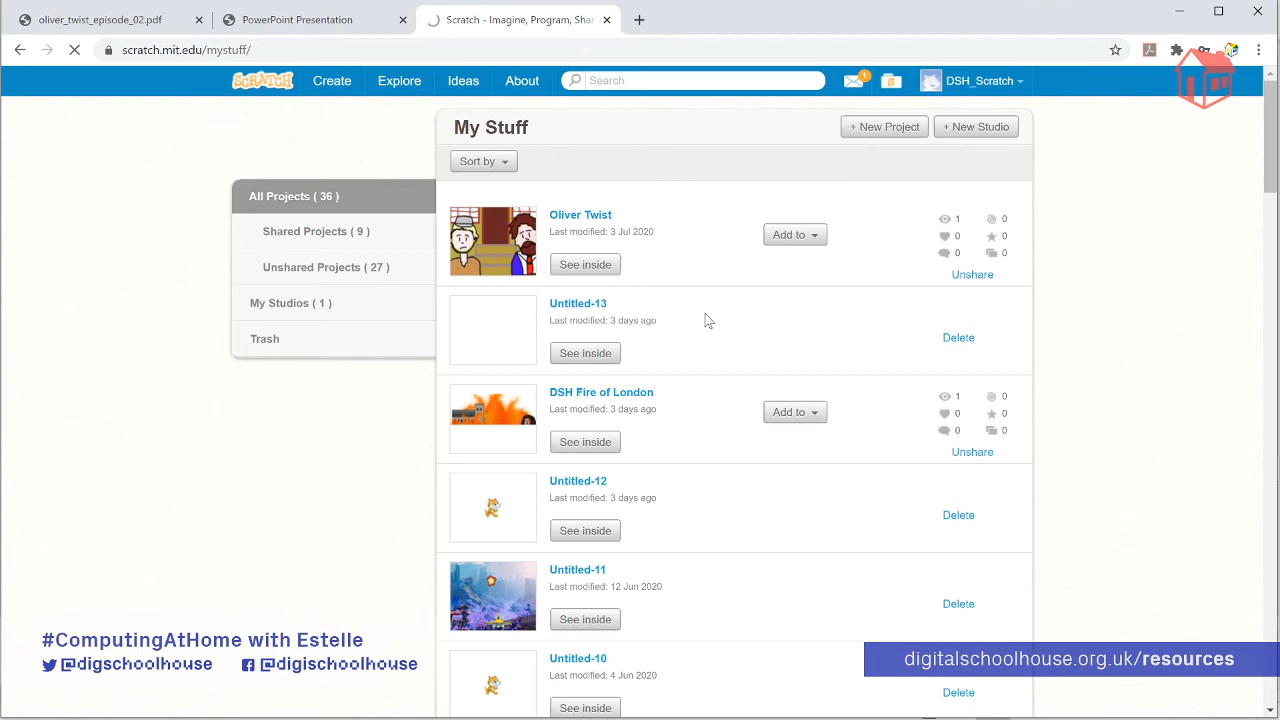 oliver_twist_episode_02.pdf
PowerPoint Presentation
Scratch - Imagine, Program, Shar
scratch.mit.edu/mystuff/
SCRATCH
Create
Explore
Ideas
About
Search
1
DSH_Scratch
My Stuff
+ New Project
+ New Studio
Sort by
All Projects ( 36 )
Shared Projects ( 9 )
Unshared Projects ( 27 )
My Studios ( 1 )
Trash
Oliver Twist
Last modified: 3 Jul 2020
See inside
Add to
1 0
0 0
0 0
Unshare
Untitled-13
Last modified: 3 days ago
See inside
Delete
DSH Fire of London
Last modified: 3 days ago
See inside
Add to
1 0
0 0
0 0
Unshare
Untitled-12
Last modified: 3 days ago
See inside
Delete
Untitled-11
Last modified: 12 Jun 2020
See inside
Delete
Untitled-10
Last modified: 4 Jun 2020
See inside
Delete
#ComputingAtHome with Estelle
@digschoolhouse @digischoolhouse
digitalschoolhouse.org.uk/resources